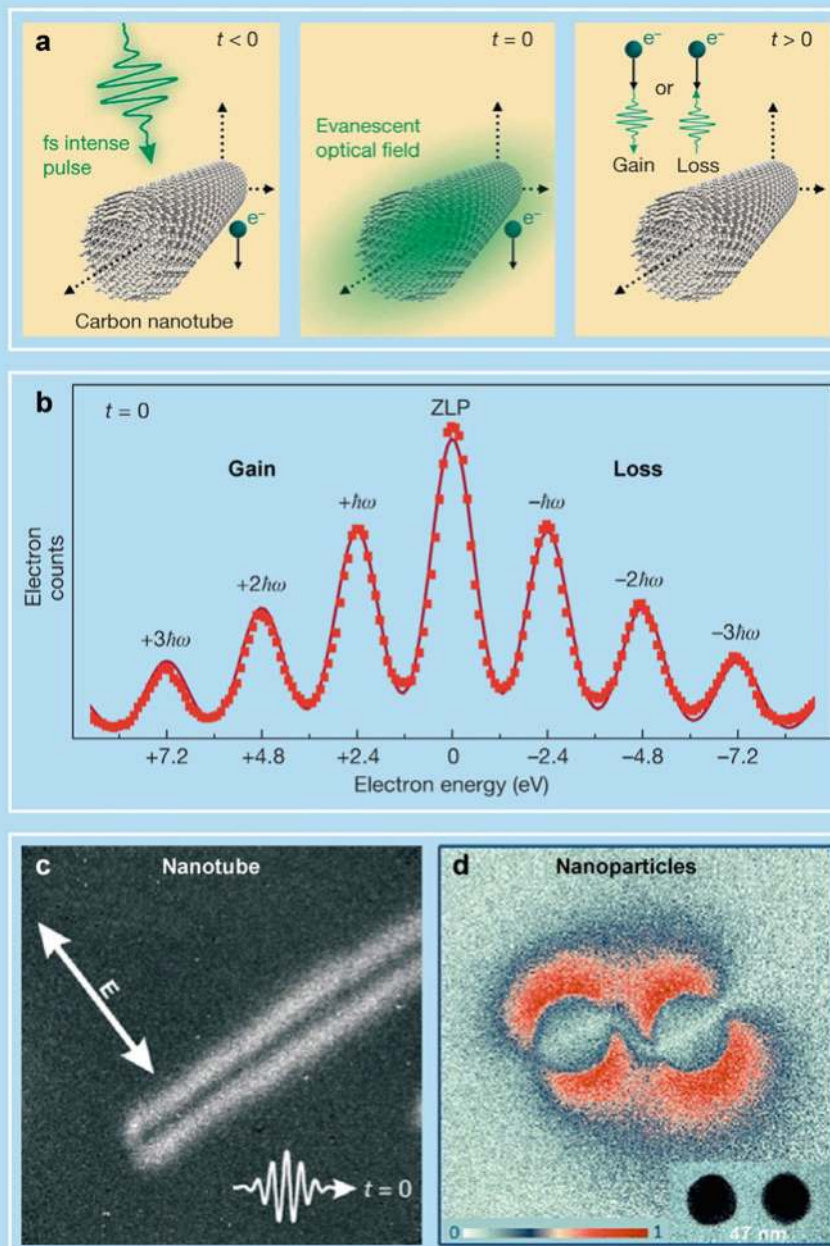 a
t < 0
fs intense
pulse
e⁻
Carbon nanotube
t = 0
Evanescent
optical field
e⁻
t > 0
e⁻ e⁻
or
Gain Loss
b
t = 0
ZLP
Gain
Loss
+ħω
−ħω
+2ħω
−2ħω
+3ħω
−3ħω
Electron
counts
+7.2 +4.8 +2.4 0 −2.4 −4.8 −7.2
Electron energy (eV)
c
Nanotube
E
t = 0
d
Nanoparticles
0 1
47 nm